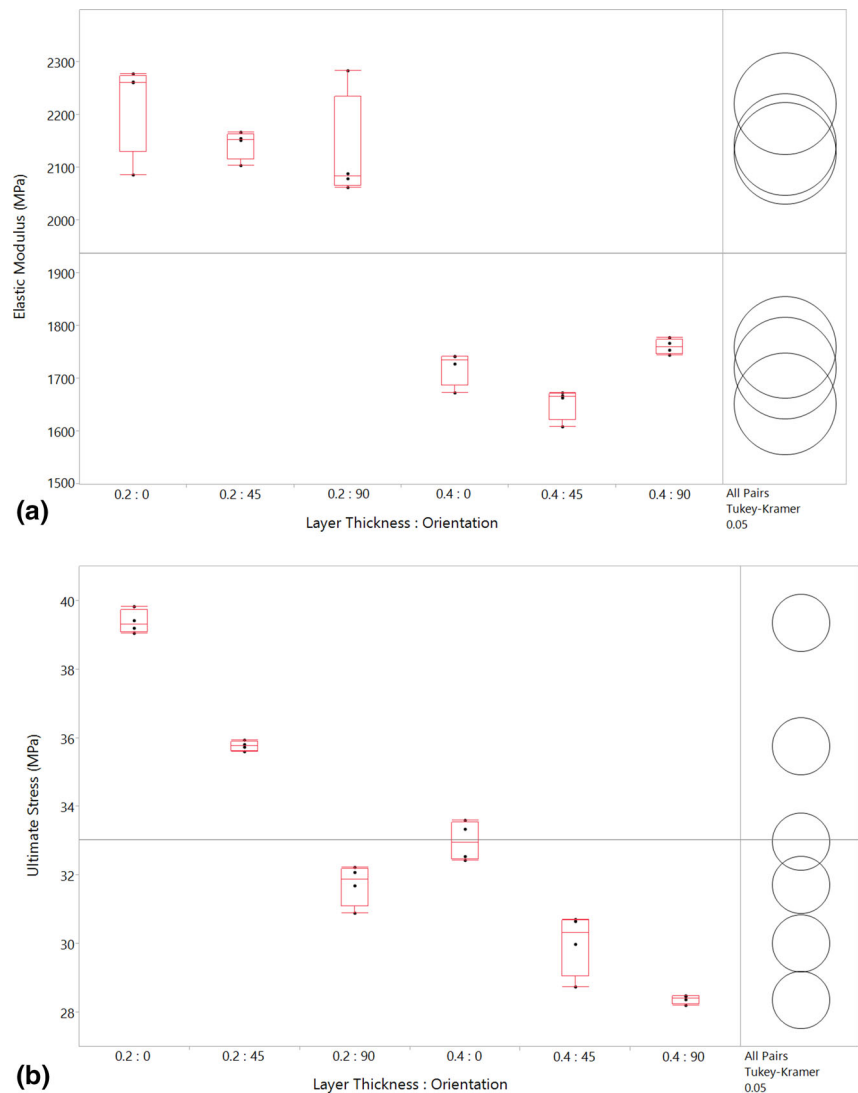 2300
2200
2100
2000
1900
1800
1700
1600
1500
Elastic Modulus (MPa)
0.2 : 0
0.2 : 45
0.2 : 90
0.4 : 0
0.4 : 45
0.4 : 90
All Pairs
Tukey-Kramer
0.05
Layer Thickness : Orientation
(a)
40
38
36
34
32
30
28
Ultimate Stress (MPa)
0.2 : 0
0.2 : 45
0.2 : 90
0.4 : 0
0.4 : 45
0.4 : 90
All Pairs
Tukey-Kramer
0.05
Layer Thickness : Orientation
(b)